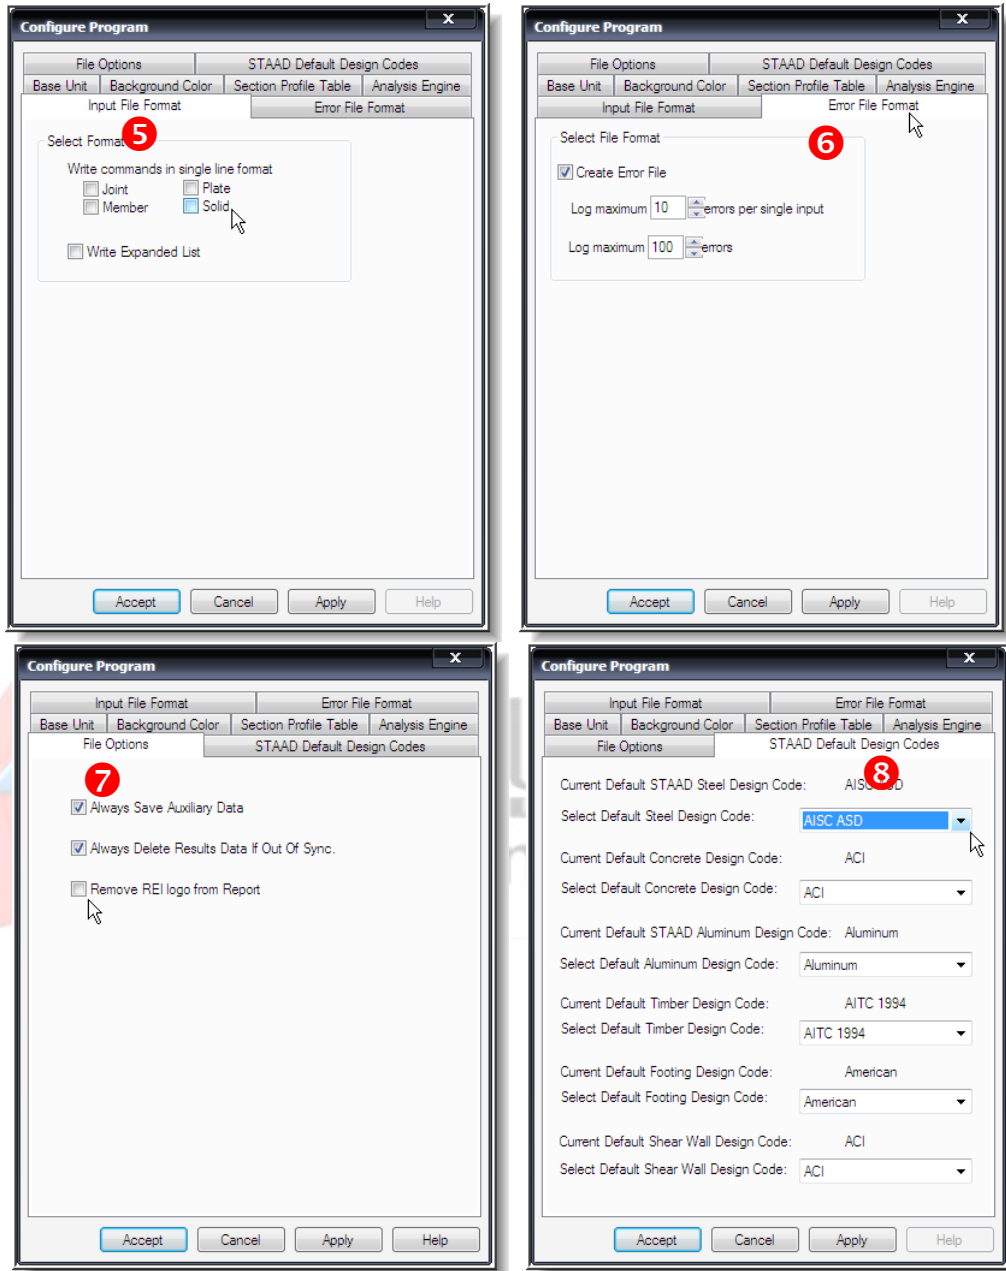 Configure Program
x
File Options STAAD Default Design Codes
Base Unit Background Color Section Profile Table Analysis Engine
Input File Format Error File Format
5
Select Format
Write commands in single line format
Joint Plate
Member Solid
Write Expanded List
Accept Cancel Apply Help
Configure Program
x
File Options STAAD Default Design Codes
Base Unit Background Color Section Profile Table Analysis Engine
Input File Format Error File Format
6
Select File Format
Create Error File
Log maximum 10 errors per single input
Log maximum 100 errors
Accept Cancel Apply Help
Configure Program
x
Input File Format Error File Format
Base Unit Background Color Section Profile Table Analysis Engine
File Options STAAD Default Design Codes
7
Always Save Auxiliary Data
Always Delete Results Data If Out Of Sync.
Remove REI logo from Report
Accept Cancel Apply Help
Configure Program
x
Input File Format Error File Format
Base Unit Background Color Section Profile Table Analysis Engine
File Options STAAD Default Design Codes
8
Current Default STAAD Steel Design Code: AISC ASD
Select Default Steel Design Code: AISC ASD
Current Default Concrete Design Code: ACI
Select Default Concrete Design Code: ACI
Current Default STAAD Aluminum Design Code: Aluminum
Select Default Aluminum Design Code: Aluminum
Current Default Timber Design Code: AITC 1994
Select Default Timber Design Code: AITC 1994
Current Default Footing Design Code: American
Select Default Footing Design Code: American
Current Default Shear Wall Design Code: ACI
Select Default Shear Wall Design Code: ACI
Accept Cancel Apply Help